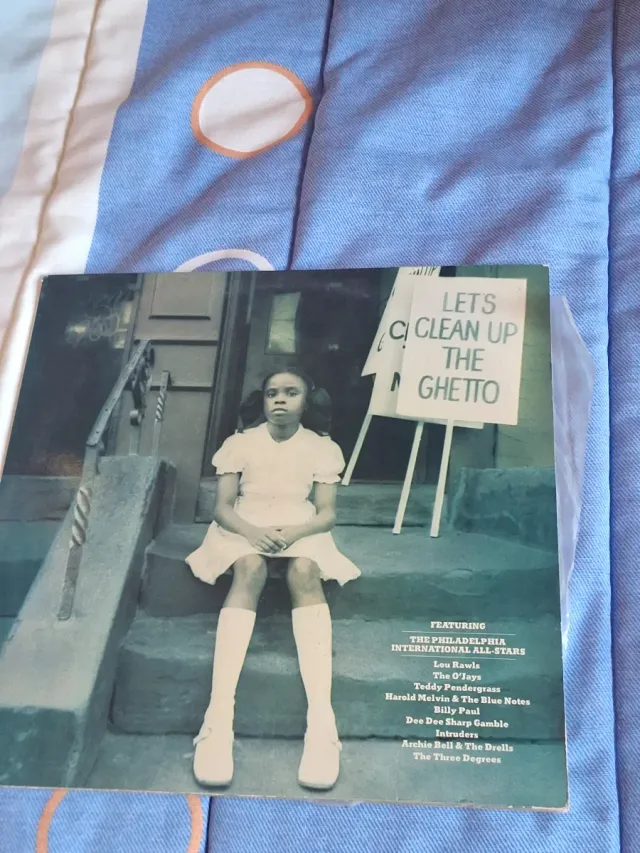 LET'S
CLEAN UP
THE
GHETTO
C
FEATURING
THE PHILADELPHIA
INTERNATIONAL ALL-STARS
Lou Rawls
The O'Jays
Teddy Pendergrass
Harold Melvin & The Blue Notes
Billy Paul
Dee Dee Sharp Gamble
Intruders
Archie Bell & The Drells
The Three Degrees